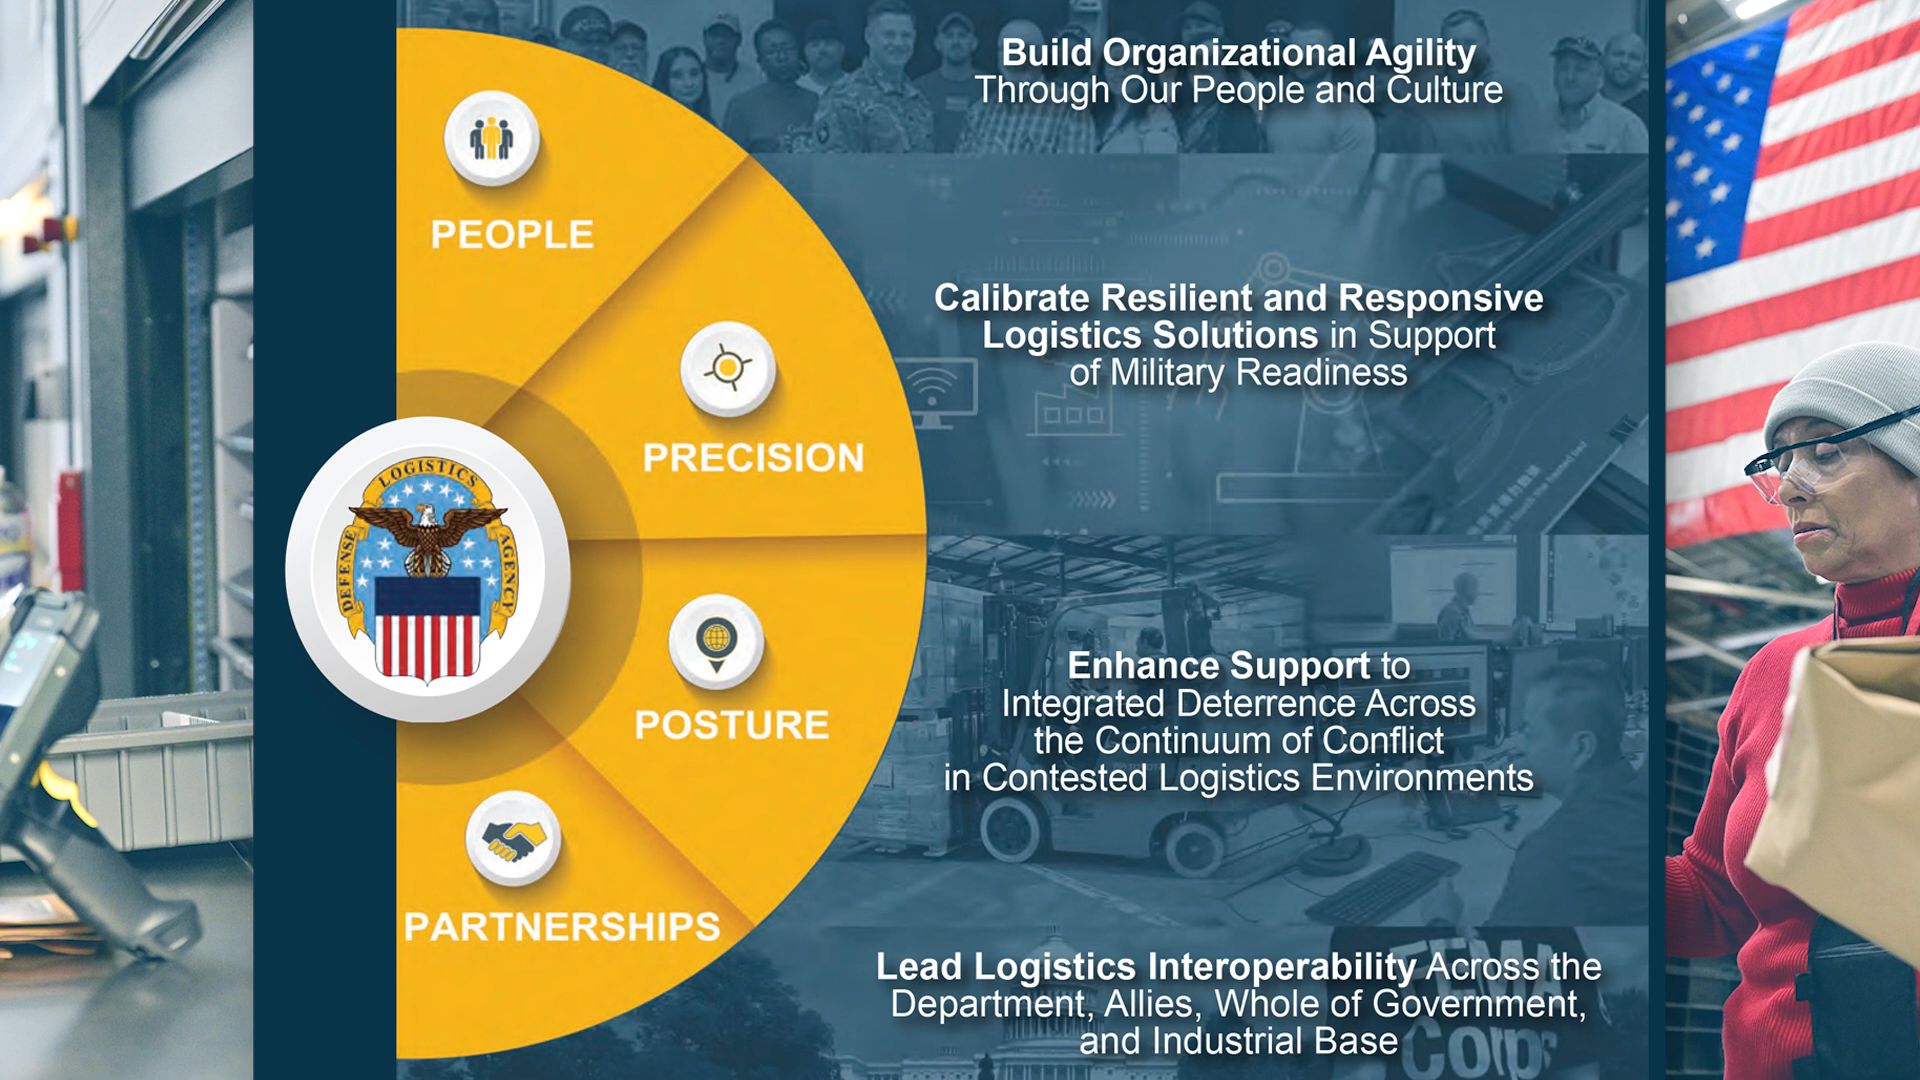 Build Organizational Agility
Through Our People and Culture
PEOPLE
Calibrate Resilient and Responsive
Logistics Solutions in Support
of Military Readiness
PRECISION
LOGISTICS
DEFENSE
AGENCY
Enhance Support to
Integrated Deterrence Across
the Continuum of Conflict
in Contested Logistics Environments
POSTURE
PARTNERSHIPS
Lead Logistics Interoperability Across the
Department, Allies, Whole of Government,
and Industrial Base
FEMA
Corps